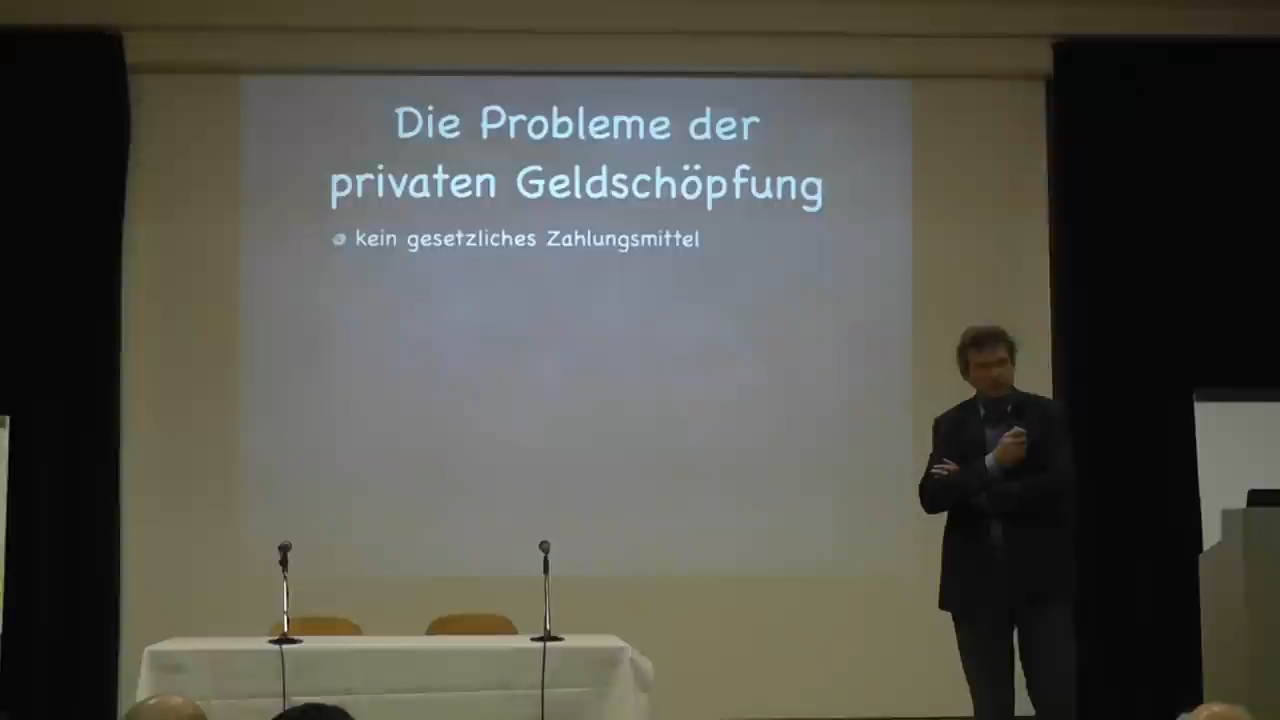 Die Probleme der
privaten Geldschöpfung
kein gesetzliches Zahlungsmittel